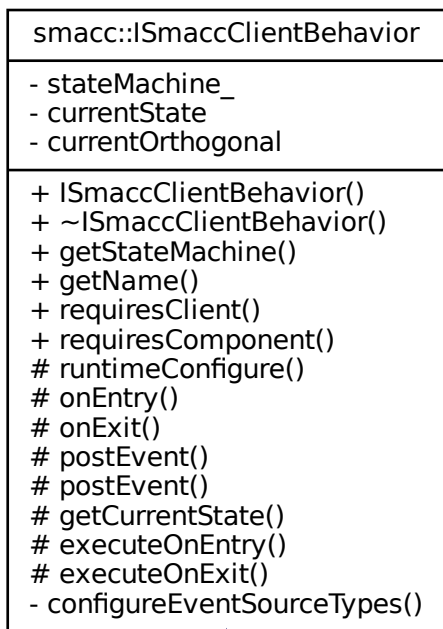 smacc::ISmaccClientBehavior
- stateMachine_
- currentState
- currentOrthogonal
+ ISmaccClientBehavior()
+ ~ISmaccClientBehavior()
+ getStateMachine()
+ getName()
+ requiresClient()
+ requiresComponent()
# runtimeConfigure()
# onEntry()
# onExit()
# postEvent()
# postEvent()
# getCurrentState()
# executeOnEntry()
# executeOnExit()
- configureEventSourceTypes()